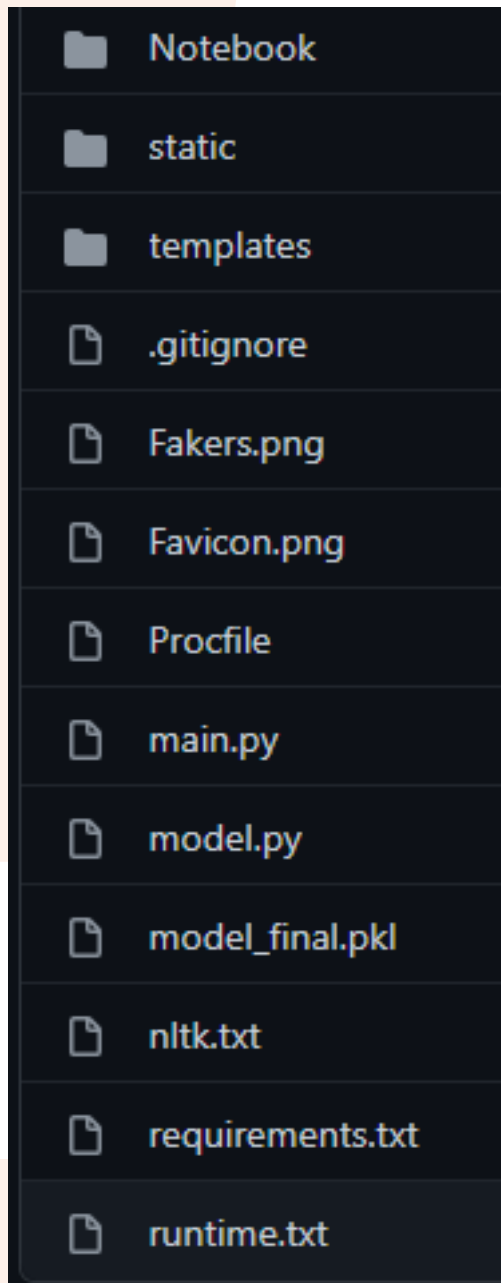 Notebook
static
templates
.gitignore
Fakers.png
Favicon.png
Procfile
main.py
model.py
model_final.pkl
nltk.txt
requirements.txt
runtime.txt